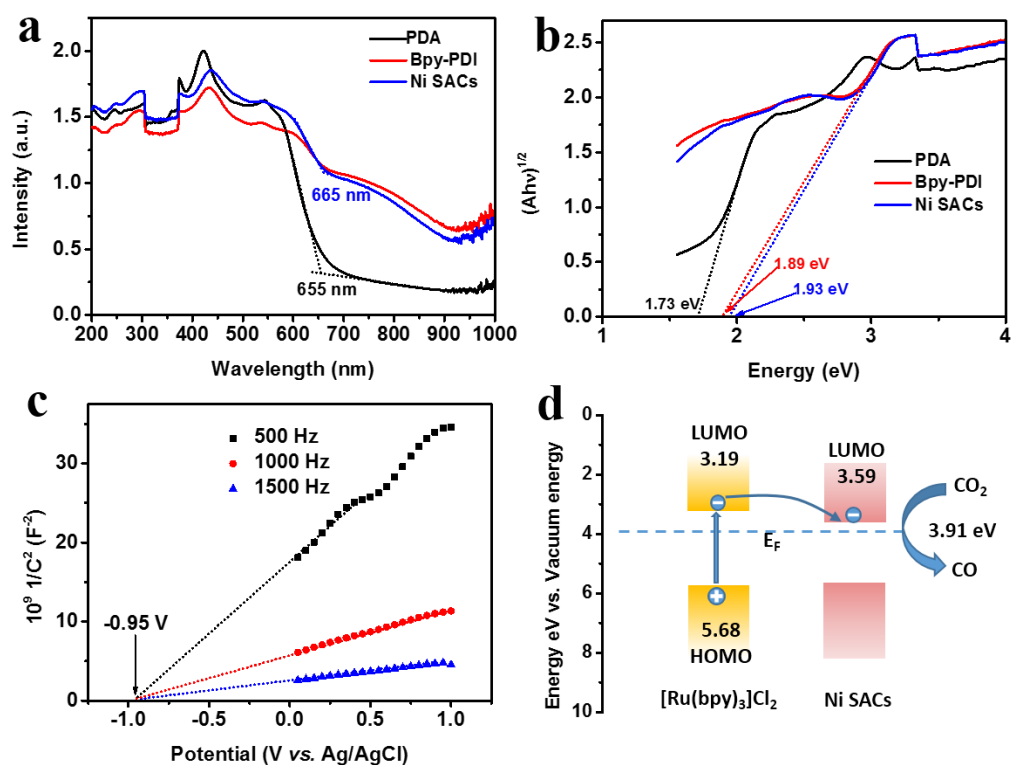 a
PDA
Bpy-PDI
Ni SACs
2.0
1.5
1.0
0.5
0.0
Intensity (a.u.)
665 nm
655 nm
200 300 400 500 600 700 800 900 1000
Wavelength (nm)
b
2.5
2.0
1.5
1.0
0.5
0.0
(Ahν)1/2
PDA
Bpy-PDI
Ni SACs
1.73 eV
1.89 eV
1.93 eV
1 2 3 4
Energy (eV)
c
30
20
10
0
10⁹ 1/C⁻² (F⁻²)
500 Hz
1000 Hz
1500 Hz
-0.95 V
-1.0 -0.5 0.0 0.5 1.0
Potential (V vs. Ag/AgCl)
d
0
2
4
6
8
10
Energy eV vs. Vacuum energy
LUMO
3.19
LUMO
3.59
CO₂
3.91 eV
EF
CO
5.68
HOMO
[Ru(bpy)₃]Cl₂
Ni SACs